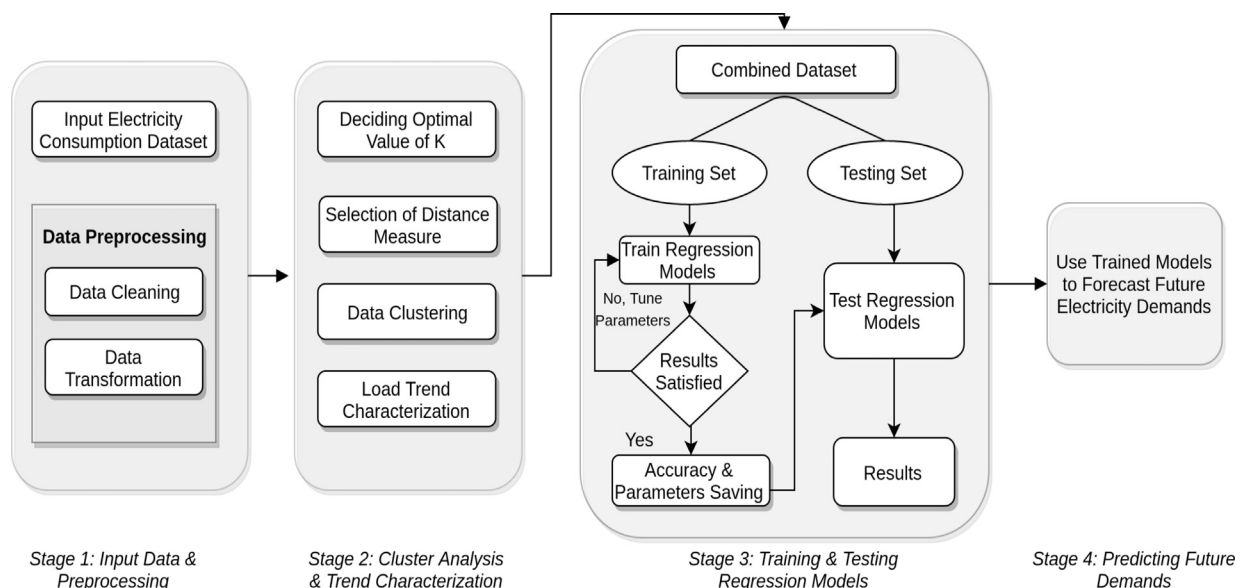 Input Electricity
Consumption Dataset
Data Preprocessing
Data Cleaning
Data
Transformation
Stage 1: Input Data &
Preprocessing
Deciding Optimal
Value of K
Selection of Distance
Measure
Data Clustering
Load Trend
Characterization
Stage 2: Cluster Analysis
& Trend Characterization
Combined Dataset
Training Set
Testing Set
Train Regression
Models
No, Tune
Parameters
Results
Satisfied
Yes
Accuracy &
Parameters Saving
Test Regression
Models
Results
Stage 3: Training & Testing
Regression Models
Use Trained Models
to Forecast Future
Electricity Demands
Stage 4: Predicting Future
Demands